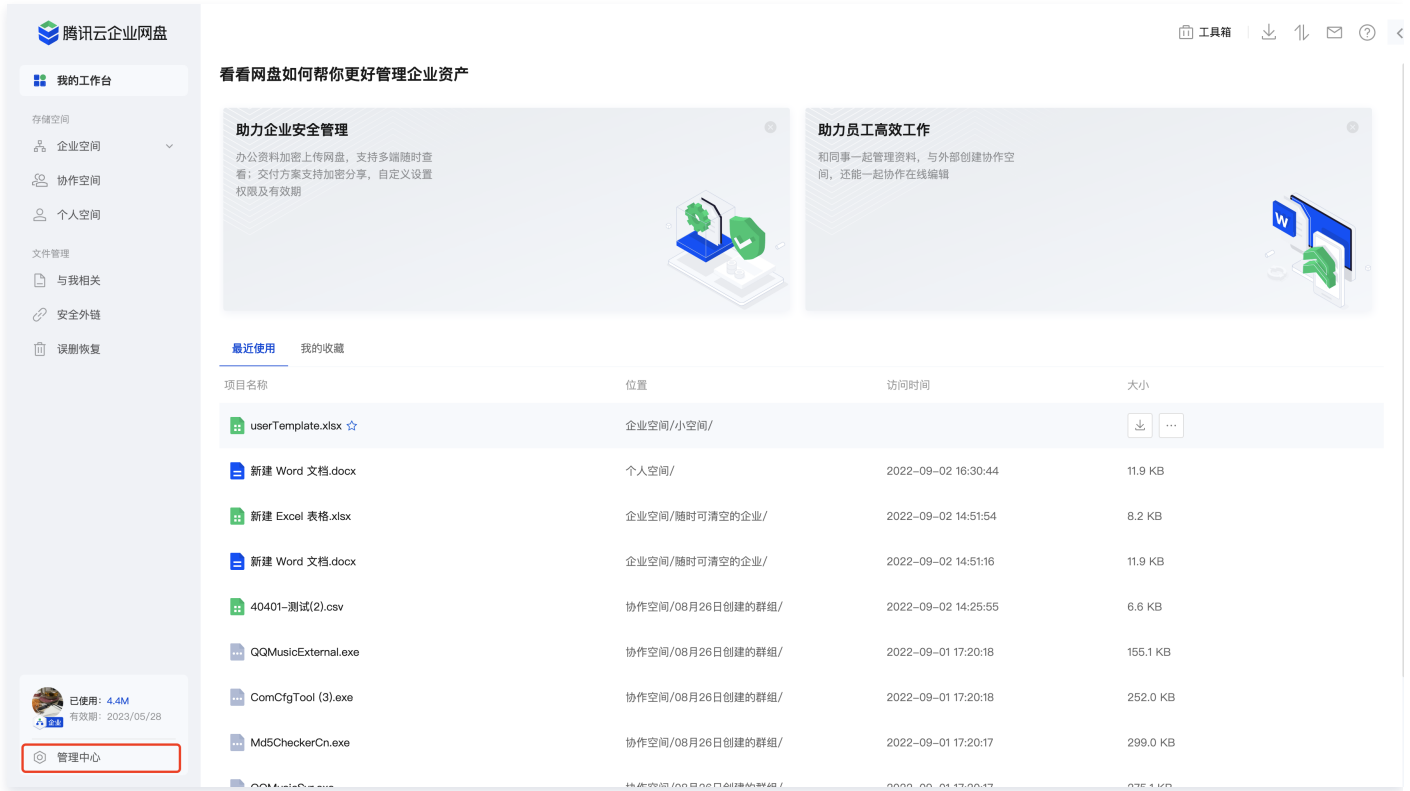 腾讯云企业网盘
工具箱
我的工作台
存储空间
企业空间
协作空间
个人空间
文件管理
与我相关
安全外链
误删恢复
已使用: 4.4M
有效期: 2023/05/28
企业
管理中心
看看网盘如何帮你更好管理企业资产
助力企业安全管理
办公资料加密上传网盘，支持多端随时查
看；交付方案支持加密分享，自定义设置
权限及有效期
助力员工高效工作
和同事一起管理资料，与外部创建协作空
间，还能一起协作在线编辑
W
最近使用 我的收藏
项目名称 位置 访问时间 大小
userTemplate.xlsx 企业空间/小空间/
新建 Word 文档.docx 个人空间/ 2022-09-02 16:30:44 11.9 KB
新建 Excel 表格.xlsx 企业空间/随时可清空的企业/ 2022-09-02 14:51:54 8.2 KB
新建 Word 文档.docx 企业空间/随时可清空的企业/ 2022-09-02 14:51:16 11.9 KB
40401-测试(2).csv 协作空间/08月26日创建的群组/ 2022-09-02 14:25:55 6.6 KB
QQMusicExternal.exe 协作空间/08月26日创建的群组/ 2022-09-01 17:20:18 155.1 KB
ComCfgTool (3).exe 协作空间/08月26日创建的群组/ 2022-09-01 17:20:18 252.0 KB
Md5CheckerCn.exe 协作空间/08月26日创建的群组/ 2022-09-01 17:20:17 299.0 KB